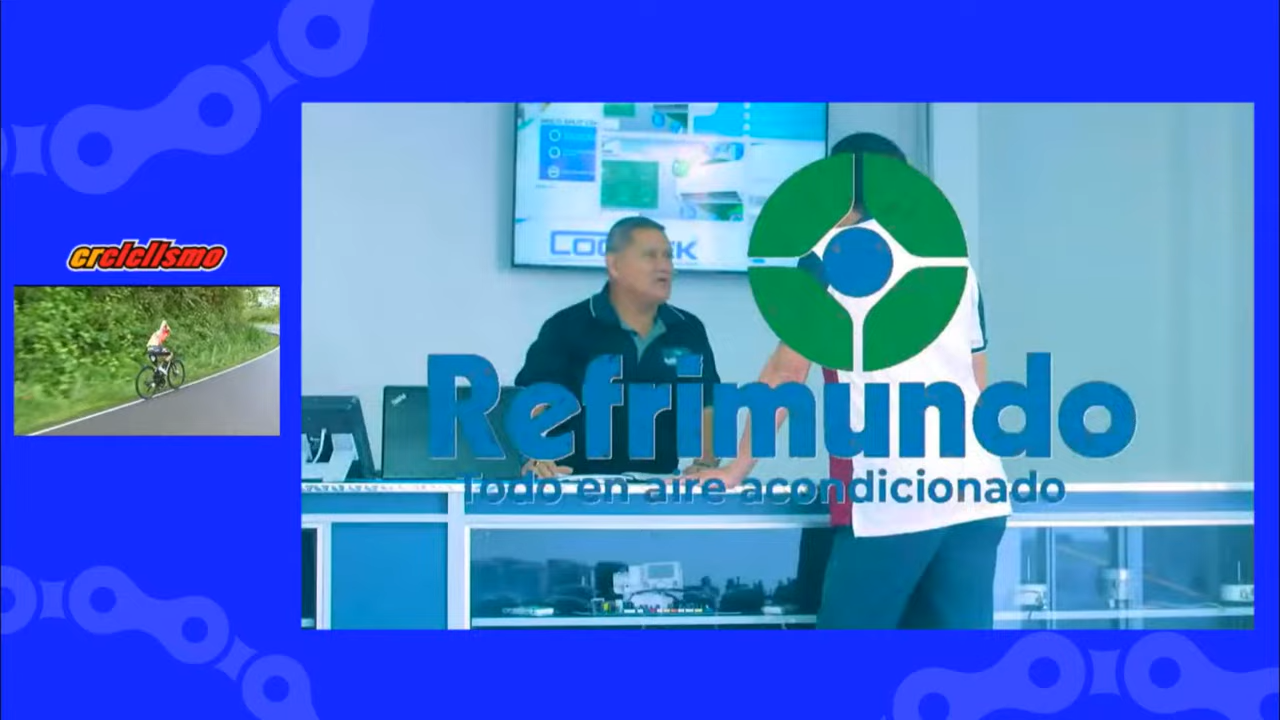 crciclismo
Refrimundo
Todo en aire acondicionado